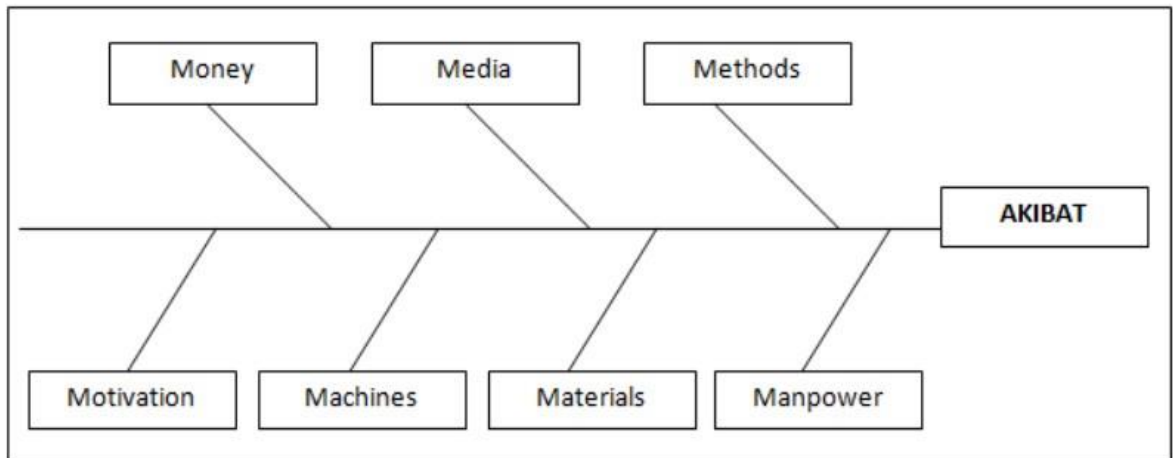 Money
Media
Methods
AKIBAT
Motivation
Machines
Materials
Manpower